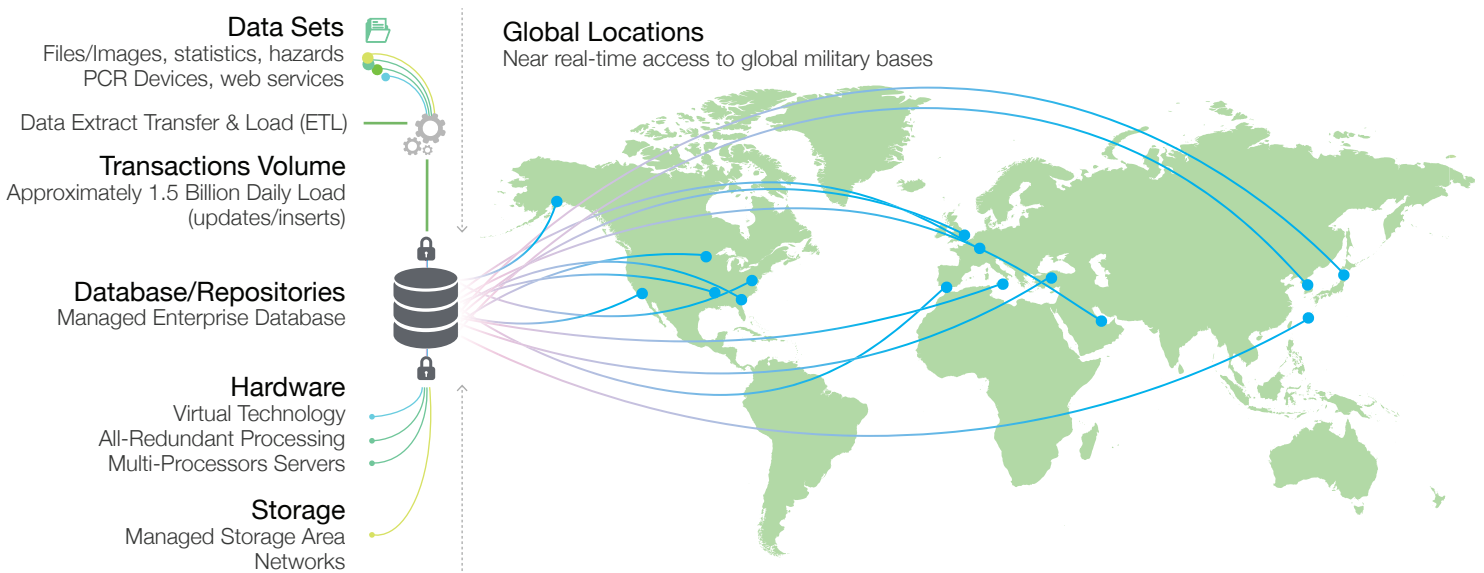 Data Sets
Files/Images, statistics, hazards
PCR Devices, web services
Data Extract Transfer & Load (ETL)
Transactions Volume
Approximately 1.5 Billion Daily Load
(updates/inserts)
Database/Repositories
Managed Enterprise Database
Hardware
Virtual Technology
All-Redundant Processing
Multi-Processors Servers
Storage
Managed Storage Area
Networks
Global Locations
Near real-time access to global military bases